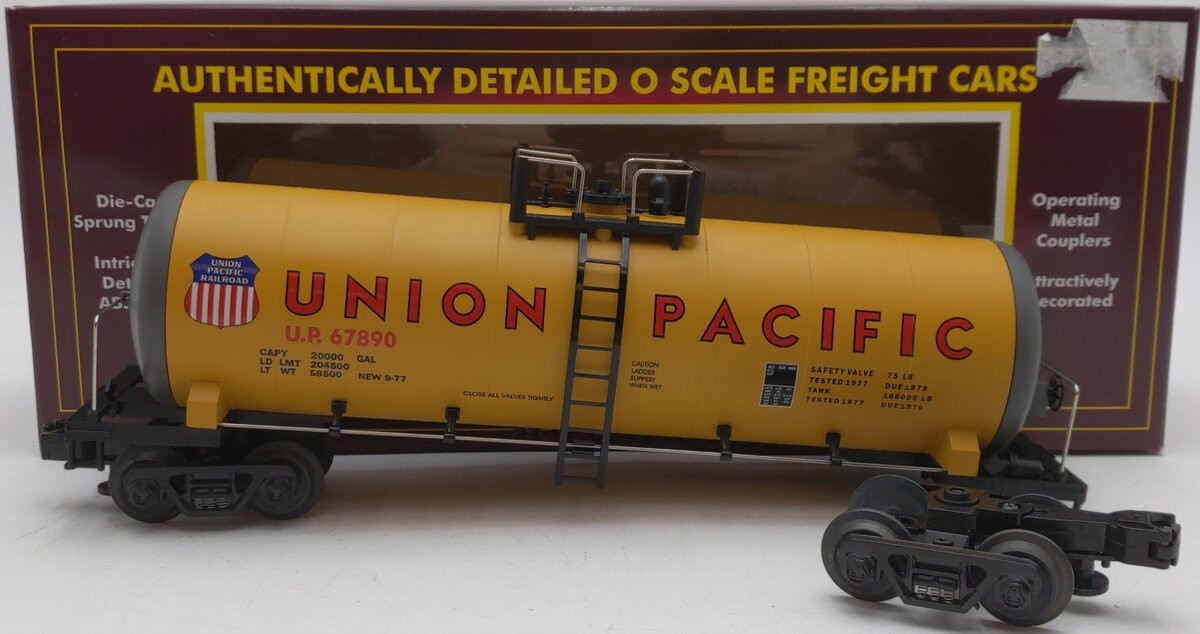 AUTHENTICALLY DETAILED O SCALE FREIGHT CARS
Die-Ca
Sprung T
Intri
Det
AB
Operating
Metal
Couplers
ttractively
ecorated
UNION
PACIFIC
RAILROAD
UNION PACIFIC
U.P. 67890
CAPY 20000 GAL
LD LMT 204500
LT WT 58500 NEW 9-77
CLOSE ALL VALVES TIGHTLY
CAUTION:
LADDER
SLIPPERY
WHEN WET
SAFETY VALVE 75 LB
TESTED 1977 DUE 1979
TANK 166000 LB
TESTED 1977 DUE 1979